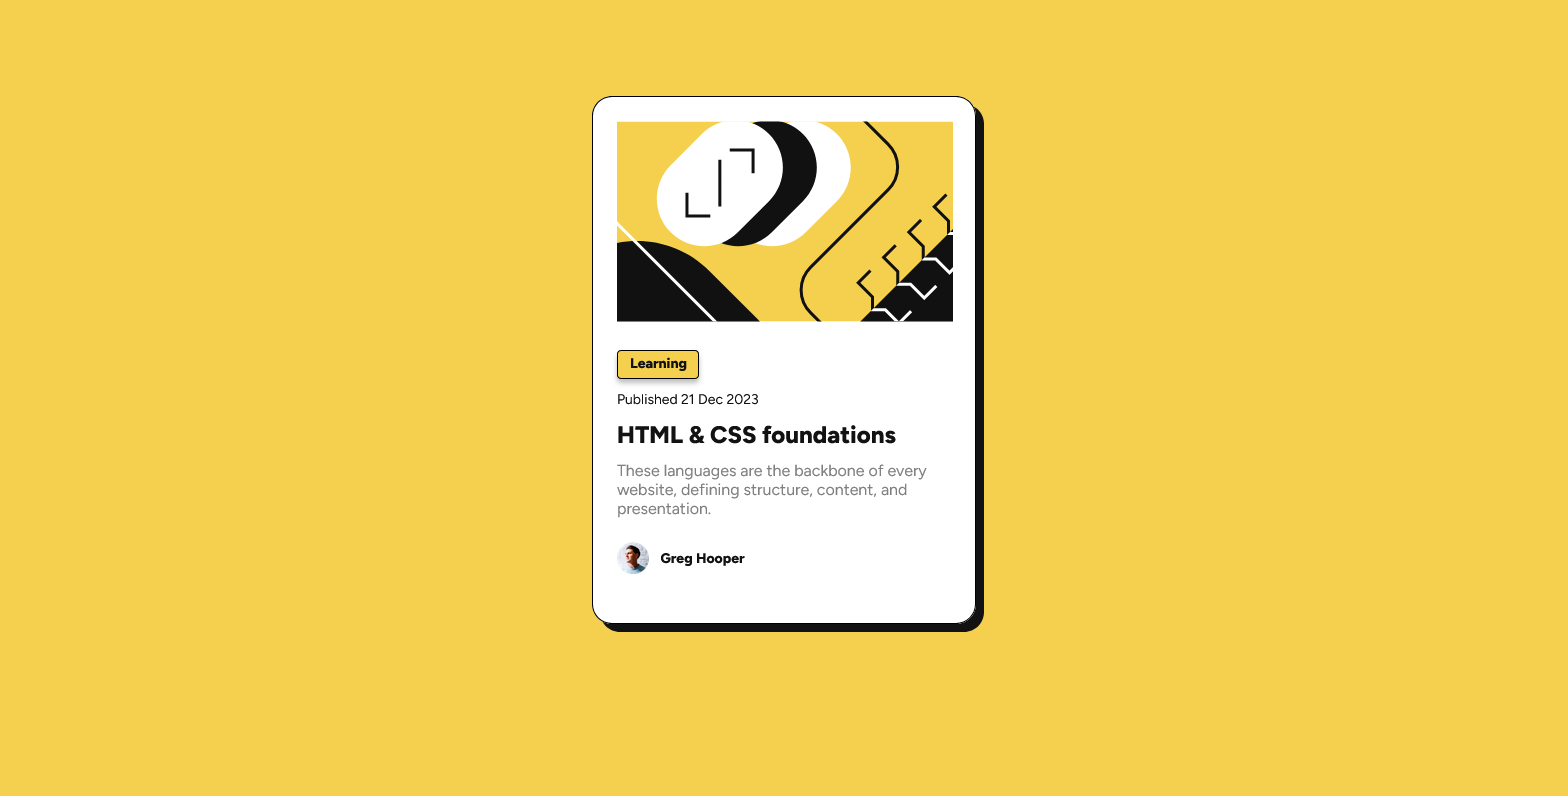 Learning
Published 21 Dec 2023
HTML & CSS foundations
These languages are the backbone of every
website, defining structure, content, and
presentation.
Greg Hooper